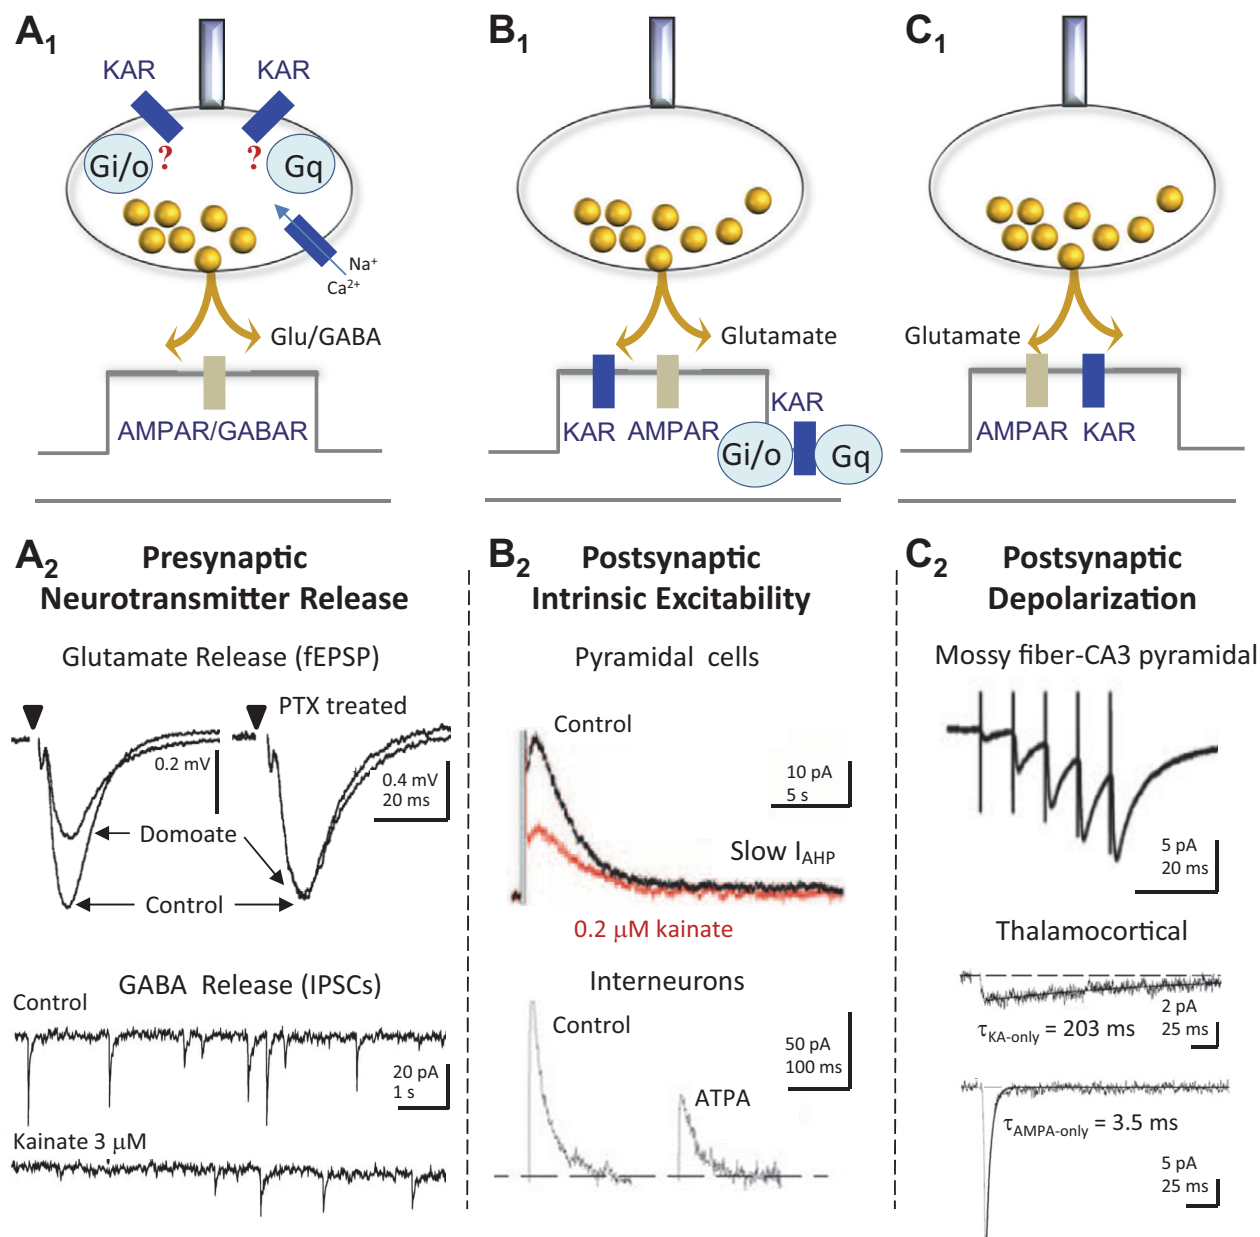 A1
KAR
KAR
Gi/o
?
?
Gq
Na+
Ca2+
Glu/GABA
AMPAR/GABAR
B1
Glutamate
KAR
AMPAR
KAR
Gi/o
Gq
C1
Glutamate
AMPAR
KAR
A2
Presynaptic
Neurotransmitter Release
Glutamate Release (fEPSP)
PTX treated
0.2 mV
0.4 mV
20 ms
Domoate
Control
GABA Release (IPSCs)
Control
20 pA
1 s
Kainate 3 μM
B2
Postsynaptic
Intrinsic Excitability
Pyramidal cells
Control
10 pA
5 s
Slow IAHP
0.2 μM kainate
Interneurons
Control
50 pA
100 ms
ATPA
C2
Postsynaptic
Depolarization
Mossy fiber-CA3 pyramidal
5 pA
20 ms
Thalamocortical
2 pA
25 ms
τKA-only = 203 ms
τAMPA-only = 3.5 ms
5 pA
25 ms